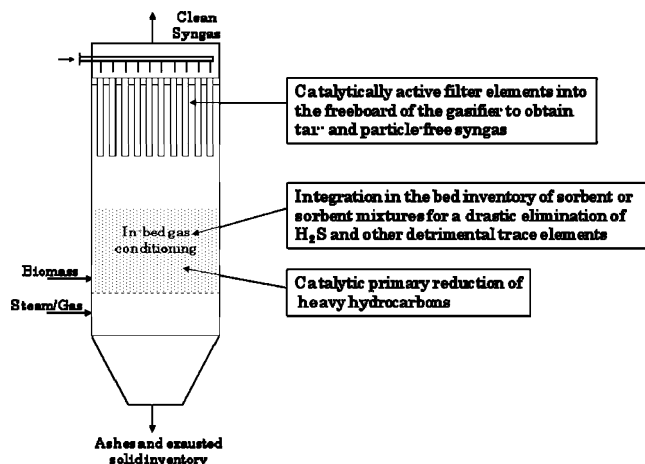 Clean
Syngas
Catalytically active filter elements into
the freeboard of the gasifier to obtain
tar- and particle-free syngas
Integration in the bed inventory of sorbent or
sorbent mixtures for a drastic elimination of
H₂S and other detrimental trace elements
In-bed gas
conditioning
Biomass
Catalytic primary reduction of
heavy hydrocarbons
Steam/Gas
Ashes and exausted
solid inventory